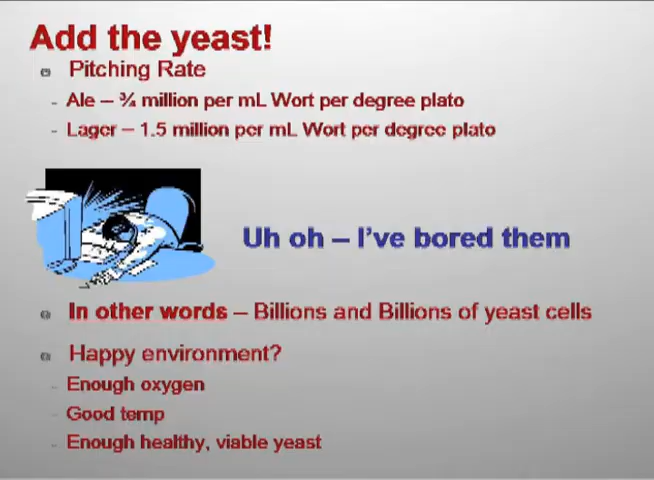 Add the yeast!
Pitching Rate
- Ale – ¾ million per mL Wort per degree plato
- Lager – 1.5 million per mL Wort per degree plato
Uh oh – I've bored them
In other words – Billions and Billions of yeast cells
Happy environment?
- Enough oxygen
- Good temp
- Enough healthy, viable yeast